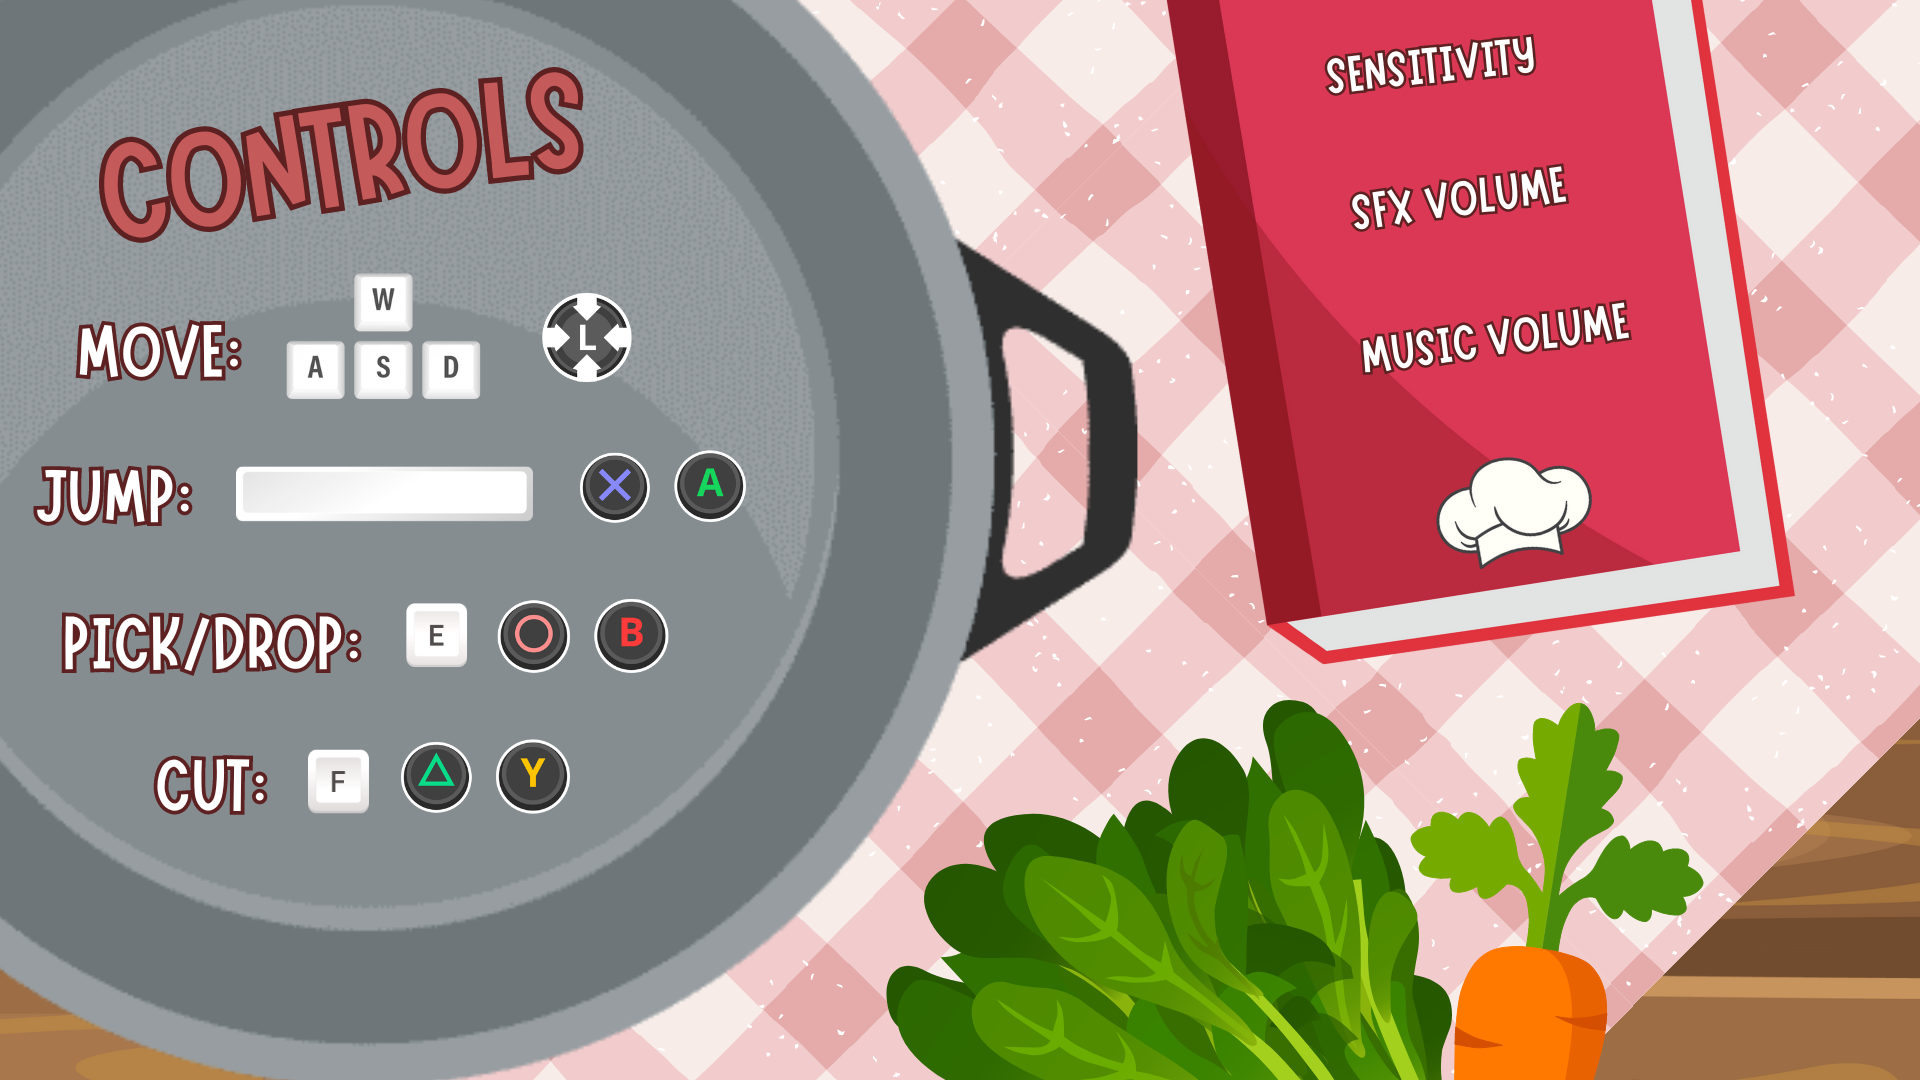 CONTROLS
MOVE: W A S D L
JUMP: A
PICK/DROP: E B
CUT: F Y
SENSITIVITY
SFX VOLUME
MUSIC VOLUME